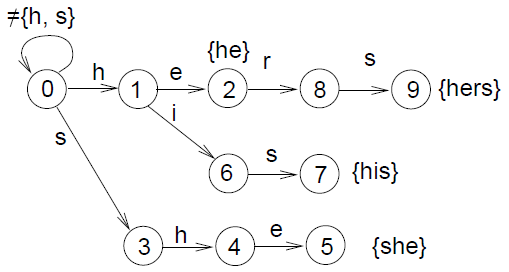 ≠{h, s}
{he}
h e r s
0 1 2 8 9 {hers}
i
s
s
6 7 {his}
h e
3 4 5 {she}